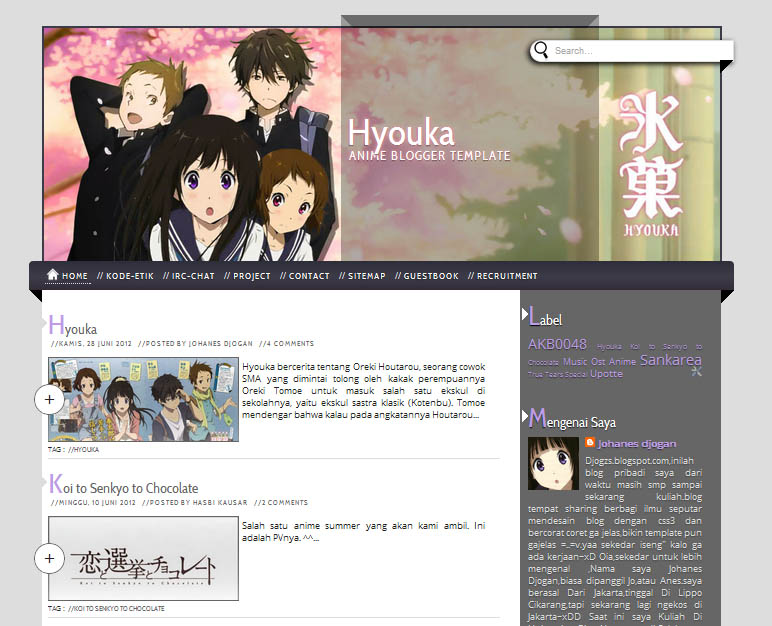 Search...
Hyouka
ANIME BLOGGER TEMPLATE
氷菓
HYOUKA
HOME // KODE-ETIK // IRC-CHAT // PROJECT // CONTACT // SITEMAP // GUESTBOOK // RECRUITMENT
Hyouka
//KAMIS, 28 JUNI 2012 //POSTED BY JOHANES DJOGAN //4 COMMENTS
Hyouka bercerita tentang Oreki Houtarou, seorang cowok
SMA yang dimintai tolong oleh kakak perempuannya
Oreki Tomoe untuk masuk salah satu ekskul di
sekolahnya, yaitu ekskul sastra klasik (Kotenbu). Tomoe
mendengar bahwa kalau pada angkatannya Houtarou...
+
TAG : //HYOUKA
Koi to Senkyo to Chocolate
//MINGGU, 10 JUNI 2012 //POSTED BY HASBI KAUSAR //2 COMMENTS
恋と選挙とチョコレート
Koi to Senkyo to Chocolate
Salah satu anime summer yang akan kami ambil. Ini
adalah PVnya. ^^...
+
TAG : //KOI TO SENKYO TO CHOCOLATE
Label
AKB0048 Hyouka Koi to Senkyo to
Chocolate Music Ost Anime Sankarea
True Tears Special Upotte
Mengenai Saya
Johanes djogan
Djogzs.blogspot.com,inilah
blog pribadi saya dari
waktu masih smp sampai
sekarang kuliah.blog
tempat sharing berbagi ilmu seputar
mendesain blog dengan css3 dan
bercorat coret ga jelas,bikin template pun
gajelas =..=v,yaa sekedar iseng" kalo ga
ada kerjaan~xD Oia,sekedar untuk lebih
mengenal ,Nama saya Johanes
Djogan,biasa dipanggil Jo,atau Anes.saya
berasal Dari Jakarta,tinggal Di Lippo
Cikarang,tapi sekarang lagi ngekos di
Jakarta~xDD Saat ini saya Kuliah Di